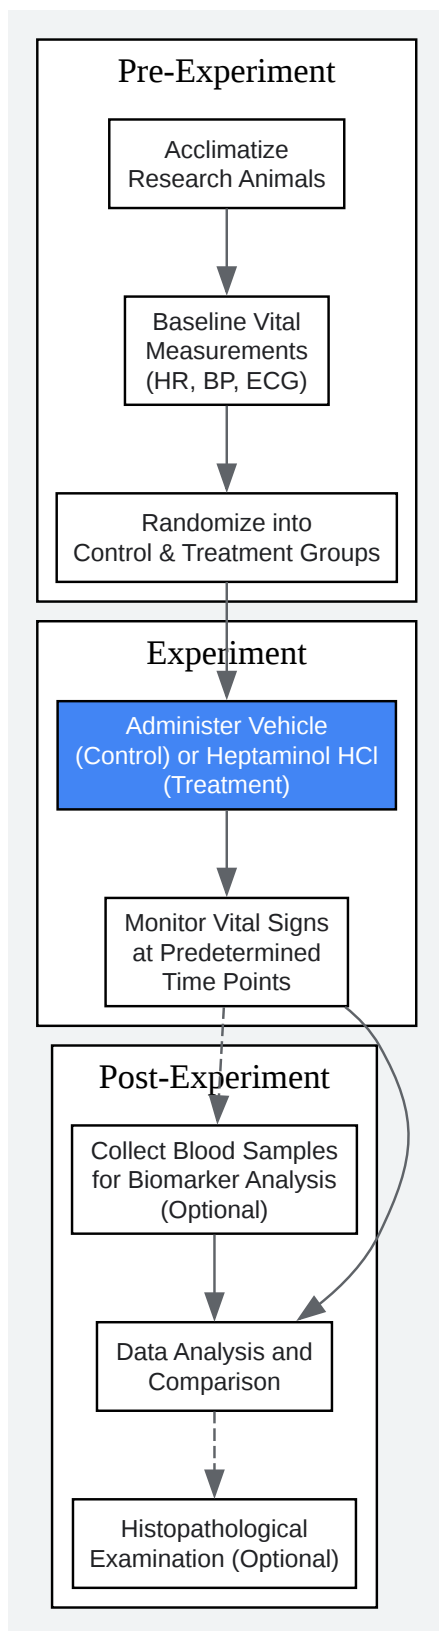 Pre-Experiment
Acclimatize
Research Animals
Baseline Vital
Measurements
(HR, BP, ECG)
Randomize into
Control & Treatment Groups
Experiment
Administer Vehicle
(Control) or Heptaminol HCl
(Treatment)
Monitor Vital Signs
at Predetermined
Time Points
Post-Experiment
Collect Blood Samples
for Biomarker Analysis
(Optional)
Data Analysis and
Comparison
Histopathological
Examination (Optional)